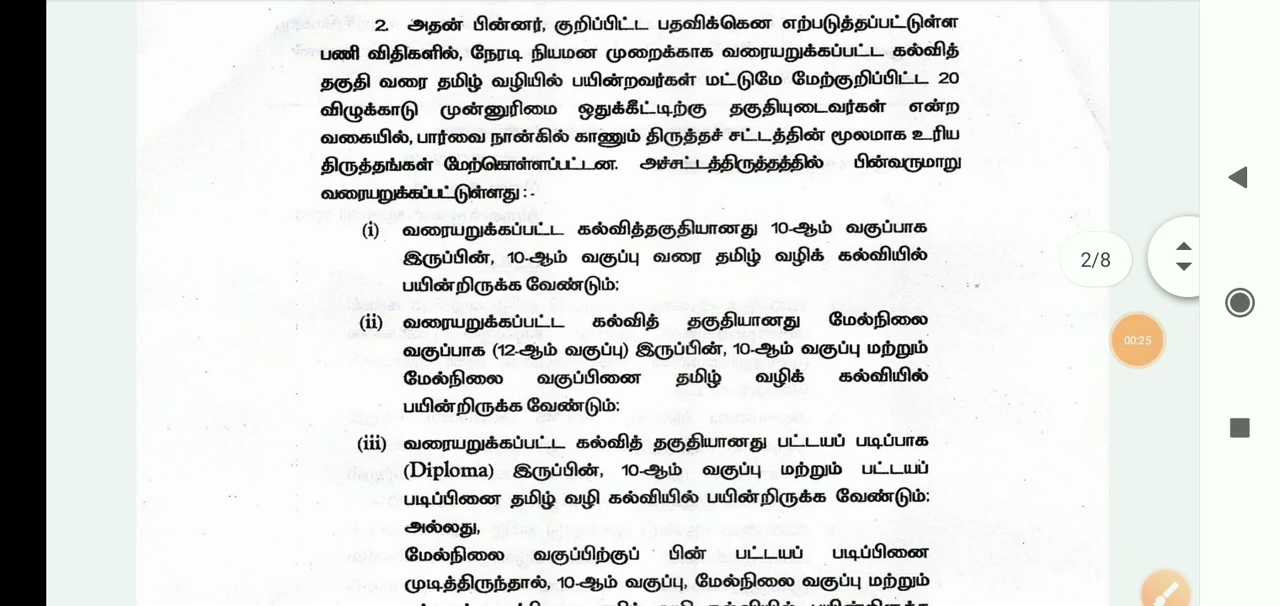 2. அதன் பின்னர், குறிப்பிட்ட பதவிக்கென எற்படுத்தப்பட்டுள்ள
பணி விதிகளில், நேரடி நியமன முறைக்காக வரையறுக்கப்பட்ட கல்வித்
தகுதி வரை தமிழ் வழியில் பயின்றவர்கள் மட்டுமே மேற்குறிப்பிட்ட 20
விழுக்காடு முன்னுரிமை ஒதுக்கீட்டிற்கு தகுதியுடைவர்கள் என்ற
வகையில், பார்வை நான்கில் காணும் திருத்தச் சட்டத்தின் மூலமாக உரிய
திருத்தங்கள் மேற்கொள்ளப்பட்டன. அச்சட்டத்திருத்தத்தில் பின்வருமாறு
வரையறுக்கப்பட்டுள்ளது : -
(i) வரையறுக்கப்பட்ட கல்வித்தகுதியானது 10-ஆம் வகுப்பாக
இருப்பின், 10-ஆம் வகுப்பு வரை தமிழ் வழிக் கல்வியில்
பயின்றிருக்க வேண்டும்;
(ii) வரையறுக்கப்பட்ட கல்வித் தகுதியானது மேல்நிலை
வகுப்பாக (12-ஆம் வகுப்பு) இருப்பின், 10-ஆம் வகுப்பு மற்றும்
மேல்நிலை வகுப்பினை தமிழ் வழிக் கல்வியில்
பயின்றிருக்க வேண்டும்;
(iii) வரையறுக்கப்பட்ட கல்வித் தகுதியானது பட்டயப் படிப்பாக
(Diploma) இருப்பின், 10-ஆம் வகுப்பு மற்றும் பட்டயப்
படிப்பினை தமிழ் வழி கல்வியில் பயின்றிருக்க வேண்டும்:
அல்லது,
மேல்நிலை வகுப்பிற்குப் பின் பட்டயப் படிப்பினை
முடித்திருந்தால், 10-ஆம் வகுப்பு, மேல்நிலை வகுப்பு மற்றும்
2/8
00:25